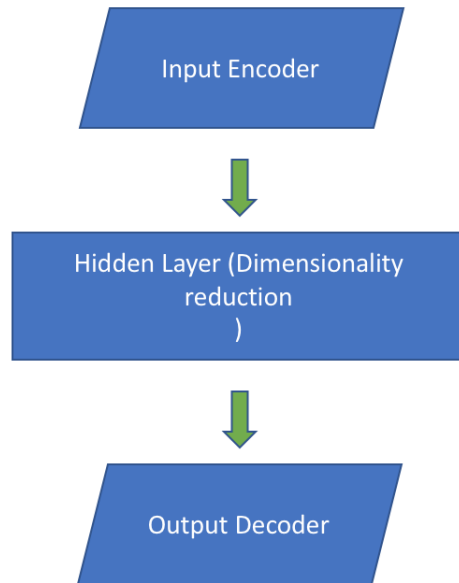 Input Encoder
Hidden Layer (Dimensionality
reduction
)
Output Decoder